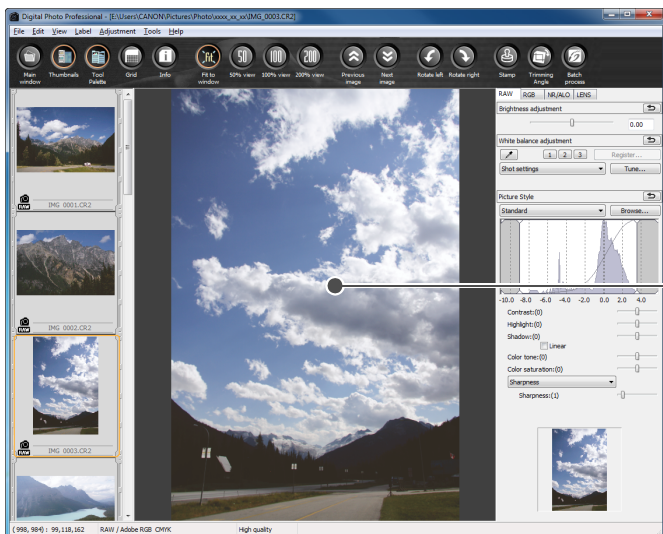 Digital Photo Professional - [E:\Users\CANON\Pictures\Photo\xxxx_xx_xx\IMG_0003.CR2]
File Edit View Label Adjustment Tools Help
Main window Thumbnails Tool Palette Grid Info Fit to window 50% view 100% view 200% view Previous image Next image Rotate left Rotate right Stamp Trimming Angle Batch process
fit 50 100 200
RAW RGB NR/ALO LENS
Brightness adjustment
0.00
White balance adjustment
1 2 3 Register...
Shot settings Tune...
Picture Style
Standard Browse...
-10.0 -8.0 -6.0 -4.0 -2.0 0.0 2.0 4.0
Contrast:(0)
Highlight:(0)
Shadow:(0)
Linear
Color tone:(0)
Color saturation:(0)
Sharpness
Sharpness:(1)
RAW IMG_0001.CR2
RAW IMG_0002.CR2
RAW IMG_0003.CR2
(998, 984) : 99,118,162 RAW / Adobe RGB CMYK High quality